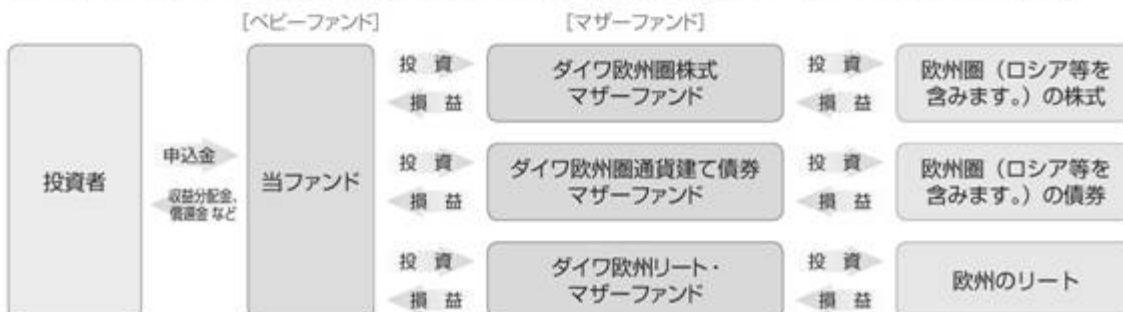 [ベビーファンド]
[マザーファンド]
投資者
申込金
収益分配金、
償還金 など
当ファンド
投 資
損 益
ダイワ欧州圏株式
マザーファンド
投 資
損 益
欧州圏（ロシア等を
含みます。）の株式
投 資
損 益
ダイワ欧州圏通貨建て債券
マザーファンド
投 資
損 益
欧州圏（ロシア等を
含みます。）の債券
投 資
損 益
ダイワ欧州リート・
マザーファンド
投 資
損 益
欧州のリート